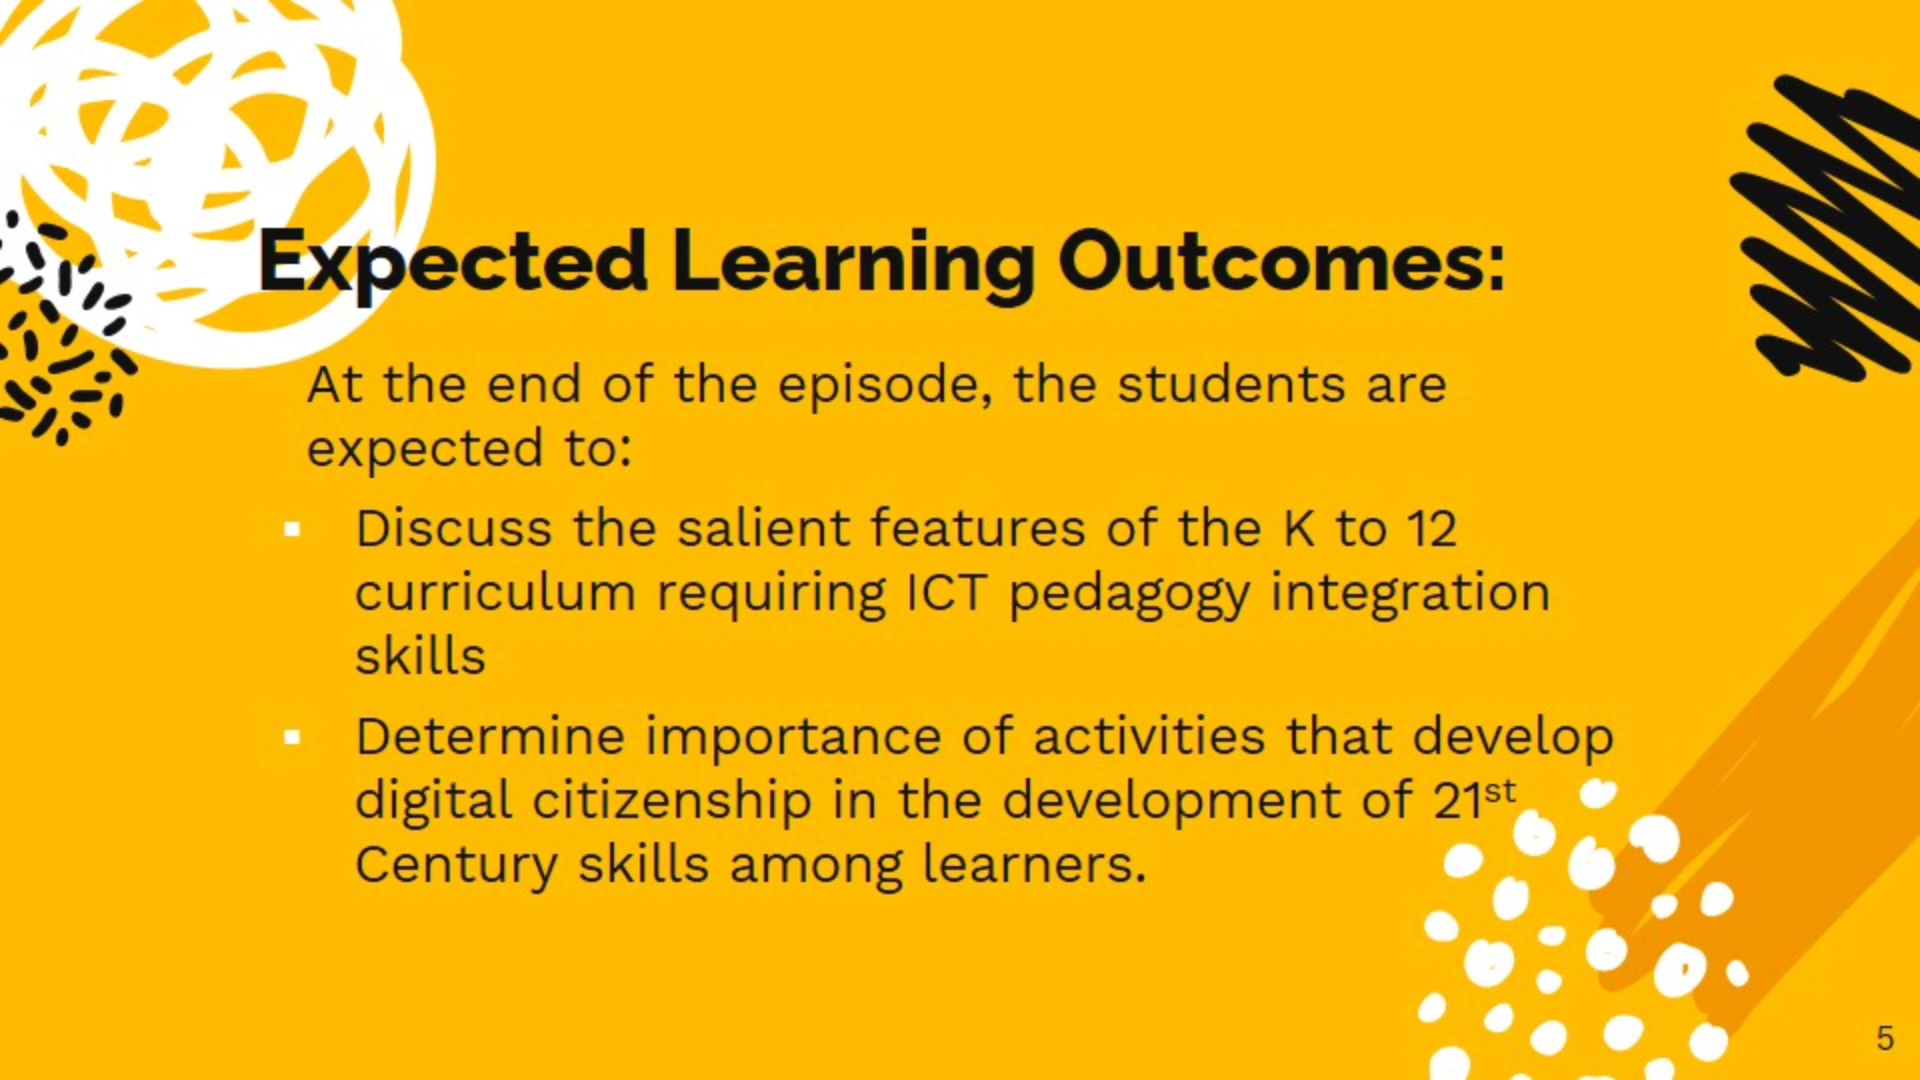 Expected Learning Outcomes:
At the end of the episode, the students are
expected to:
▪ Discuss the salient features of the K to 12
curriculum requiring ICT pedagogy integration
skills
▪ Determine importance of activities that develop
digital citizenship in the development of 21st
Century skills among learners.
5